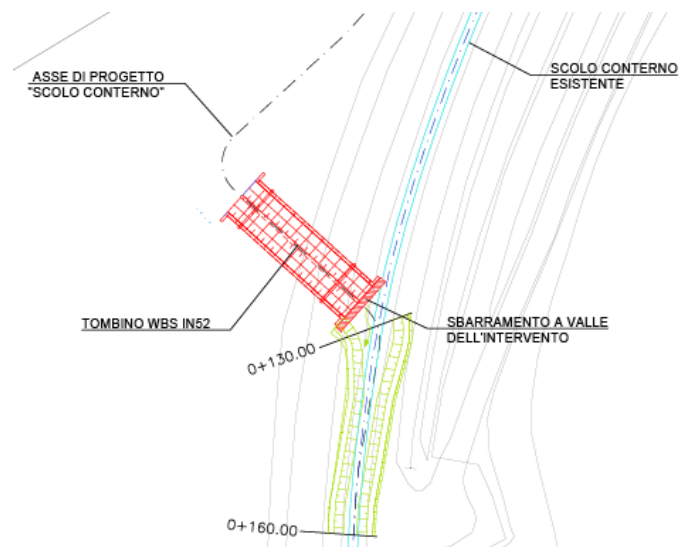 ASSE DI PROGETTO
"SCOLO CONTERNO"
SCOLO CONTERNO
ESISTENTE
TOMBINO WBS IN52
SBARRAMENTO A VALLE
DELL'INTERVENTO
0+130.00
0+160.00